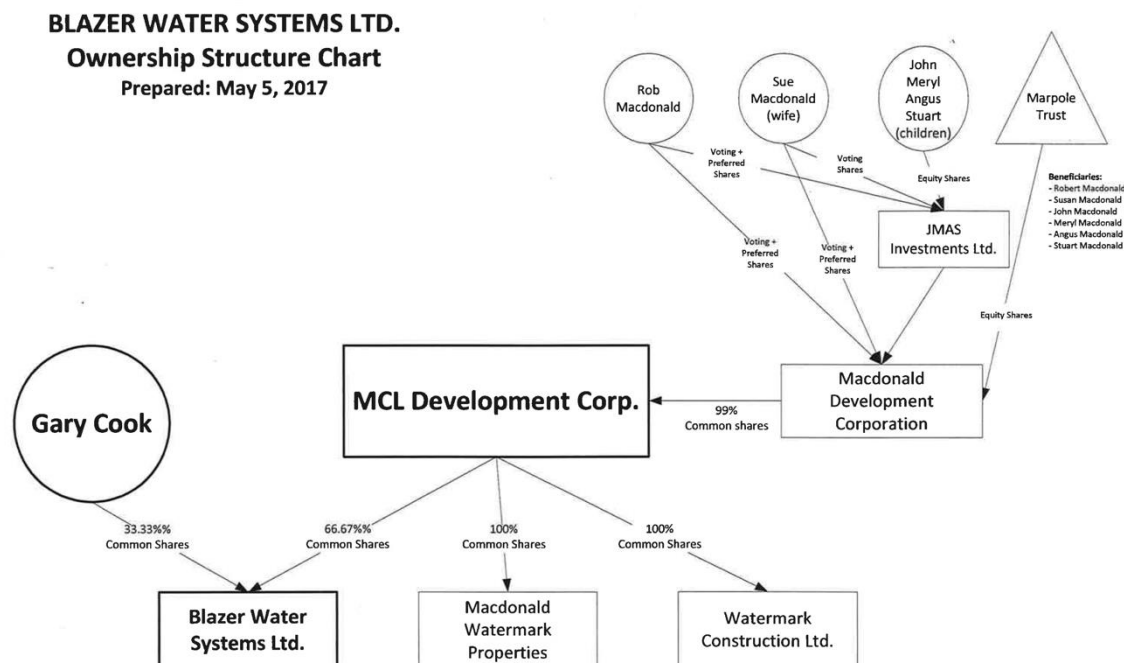 BLAZER WATER SYSTEMS LTD.
Ownership Structure Chart
Prepared: May 5, 2017
Rob
Macdonald
Sue
Macdonald
(wife)
John
Meryl
Angus
Stuart
(children)
Marpole
Trust
Voting +
Preferred
Shares
Voting
Shares
Equity Shares
Beneficiaries:
- Robert Macdonald
- Susan Macdonald
- John Macdonald
- Meryl Macdonald
- Angus Macdonald
- Stuart Macdonald
JMAS
Investments Ltd.
Voting +
Preferred
Shares
Voting +
Preferred
Shares
Equity Shares
Gary Cook
MCL Development Corp.
99%
Common shares
Macdonald
Development
Corporation
33.33%%
Common Shares
66.67%%
Common Shares
100%
Common Shares
100%
Common Shares
Blazer Water
Systems Ltd.
Macdonald
Watermark
Properties
Watermark
Construction Ltd.